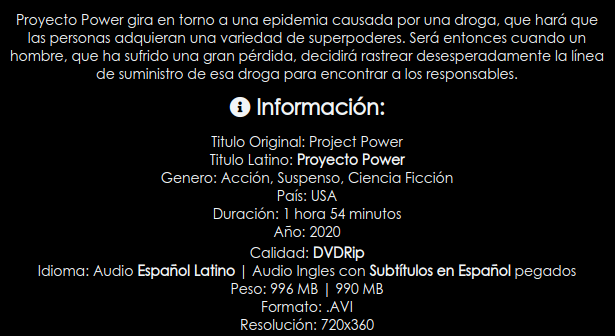 Proyecto Power gira en torno a una epidemia causada por una droga, que hará que
las personas adquieran una variedad de superpoderes. Será entonces cuando un
hombre, que ha sufrido una gran pérdida, decidirá rastrear desesperadamente la línea
de suministro de esa droga para encontrar a los responsables.
Información:
Titulo Original: Project Power
Titulo Latino: Proyecto Power
Genero: Acción, Suspenso, Ciencia Ficción
País: USA
Duración: 1 hora 54 minutos
Año: 2020
Calidad: DVDRip
Idioma: Audio Español Latino | Audio Ingles con Subtítulos en Español pegados
Peso: 996 MB | 990 MB
Formato: .AVI
Resolución: 720x360